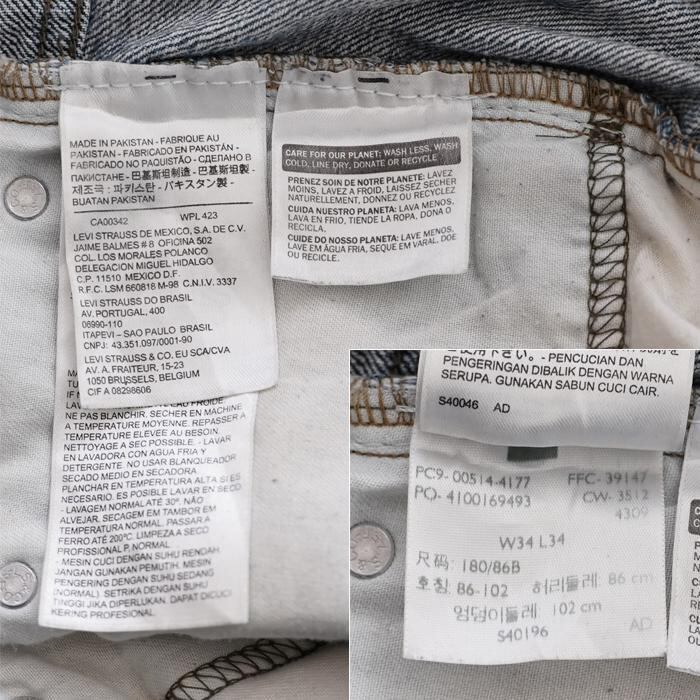 MADE IN PAKISTAN - FABRIQUE AU
PAKISTAN - FABRICADO EN PAKISTÁN -
FABRICADO NO PAQUISTÃO - СДЕЛАНО В
ПАКИСТАНЕ - 巴基斯坦制造 - 巴基斯坦製 -
제조국 : 파키스탄 - パキスタン製 -
BUATAN PAKISTAN
CA00342 WPL 423
LEVI STRAUSS DE MEXICO, S.A. DE C.V.
JAIME BALMES # 8 OFICINA 502
COL. LOS MORALES POLANCO
DELEGACION MIGUEL HIDALGO
C.P. 11510 MEXICO D.F.
R.F.C. LSM 660818 M-98 C.N.I.V. 3337
LEVI STRAUSS DO BRASIL
AV. PORTUGAL, 400
06990-110
ITAPEVI – SAO PAULO BRASIL
CNPJ: 43.351.097/0001-90
LEVI STRAUSS & CO. EU SCA/CVA
AV. A. FRAITEUR, 15-23
1050 BRUSSELS, BELGIUM
CIF A 08298606
EAU FROIDE.
NE PAS BLANCHIR. SECHER EN MACHINE
A TEMPERATURE MOYENNE. REPASSER A
TEMPERATURE ELEVEE AU BESOIN.
NETTOYAGE A SEC POSSIBLE. - LAVAR
EN LAVADORA CON AGUA FRIA Y
DETERGENTE. NO USAR BLANQUEADOR
SECADO MEDIO EN SECADORA
PLANCHAR EN TEMPERATURA ALTA SI ES
NECESARIO. ES POSIBLE LAVAR EN SECO
- LAVAGEM NORMAL ATÉ 30º. NÃO
ALVEJAR, SECAGEM EM TAMBOR EM
TEMPERATURA NORMAL. PASSAR A
FERRO ATÉ 200ºC. LIMPEZA A SECO
PROFISSIONAL P, NORMAL
- MESIN CUCI DENGAN SUHU RENDAH.
JANGAN GUNAKAN PEMUTIH. MESIN
PENGERING DENGAN SUHU SEDANG
(NORMAL). SETRIKA DENGAN SUHU
TINGGI JIKA DIPERLUKAN. DAPAT DICUCI
KERING PROFESIONAL.
CARE FOR OUR PLANET: WASH LESS, WASH
COLD, LINE DRY, DONATE OR RECYCLE
PRENEZ SOIN DE NOTRE PLANETE: LAVEZ
MOINS, LAVEZ A FROID, LAISSEZ SECHER
NATURELLEMENT, DONNEZ OU RECYCLEZ
CUIDA NUESTRO PLANETA: LAVA MENOS,
LAVA EN FRIO, TIENDE LA ROPA, DONA O
RECICLA.
CUIDE DO NOSSO PLANETA: LAVE MENOS,
LAVE EM ÁGUA FRIA, SEQUE EM VARAL, DOE
OU RECICLE.
使用下さい。 - PENCUCIAN DAN
PENGERINGAN DIBALIK DENGAN WARNA
SERUPA. GUNAKAN SABUN CUCI CAIR.
S40046 AD
PC9- 00514-4177 FFC- 39147
PO- 4100169493 CW- 3512
4309
W34 L34
尺码: 180/86B
호칭: 86-102 허리둘레: 86 cm
엉덩이둘레: 102 cm
S40196 AD